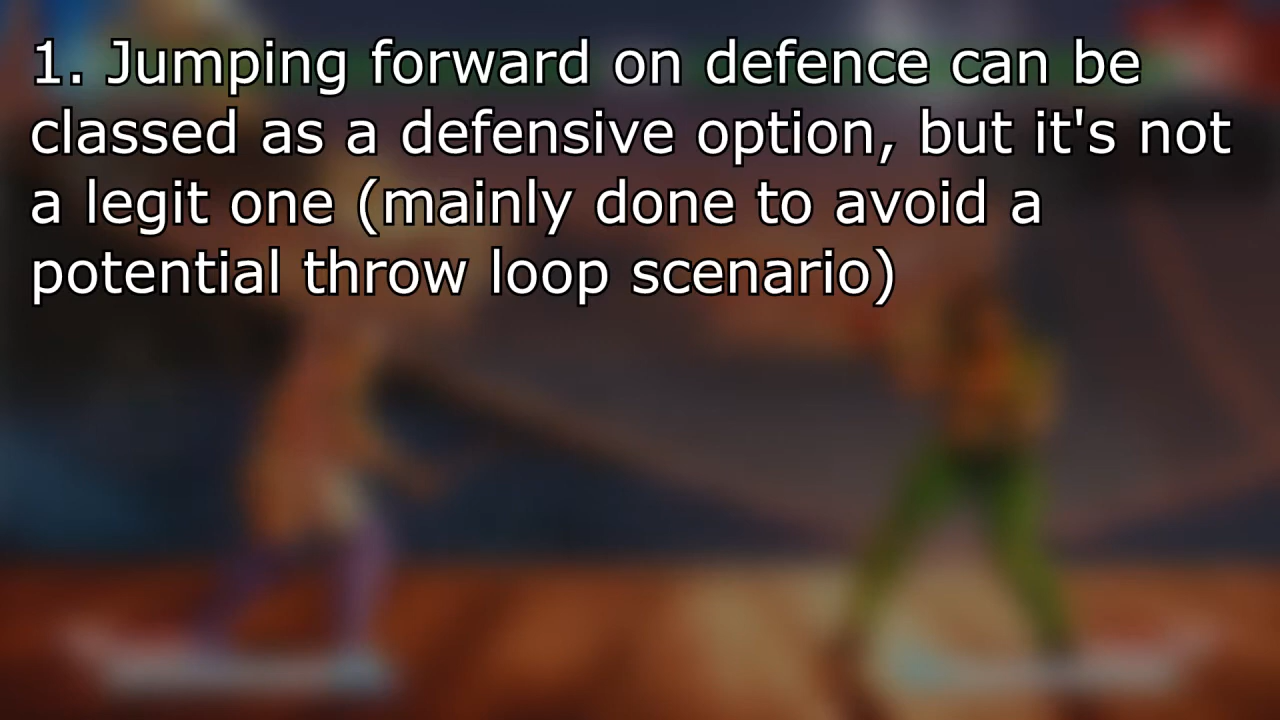 1. Jumping forward on defence can be
classed as a defensive option, but it's not
a legit one (mainly done to avoid a
potential throw loop scenario)